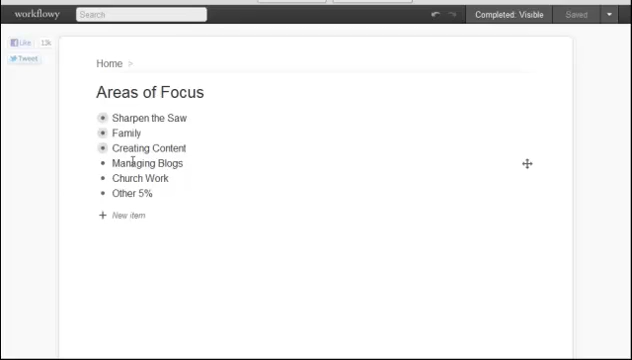 workflowy
Search
Completed: Visible
Saved
Like
13k
Tweet
Home >
Areas of Focus
Sharpen the Saw
Family
Creating Content
Managing Blogs
Church Work
Other 5%
+ New item